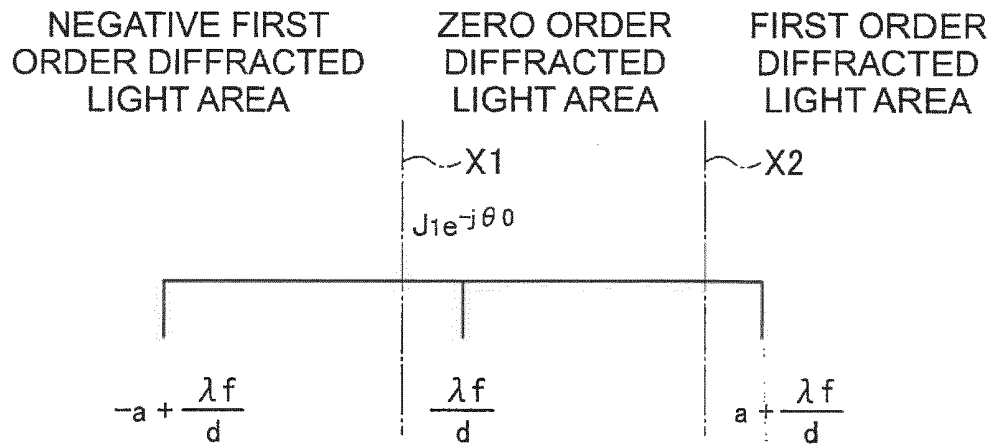 NEGATIVE FIRST
ORDER DIFFRACTED
LIGHT AREA
ZERO ORDER
DIFFRACTED
LIGHT AREA
FIRST ORDER
DIFFRACTED
LIGHT AREA
X1
X2
J₁e⁻ʲᶿ⁰
-a + λf/d
λf/d
a + λf/d